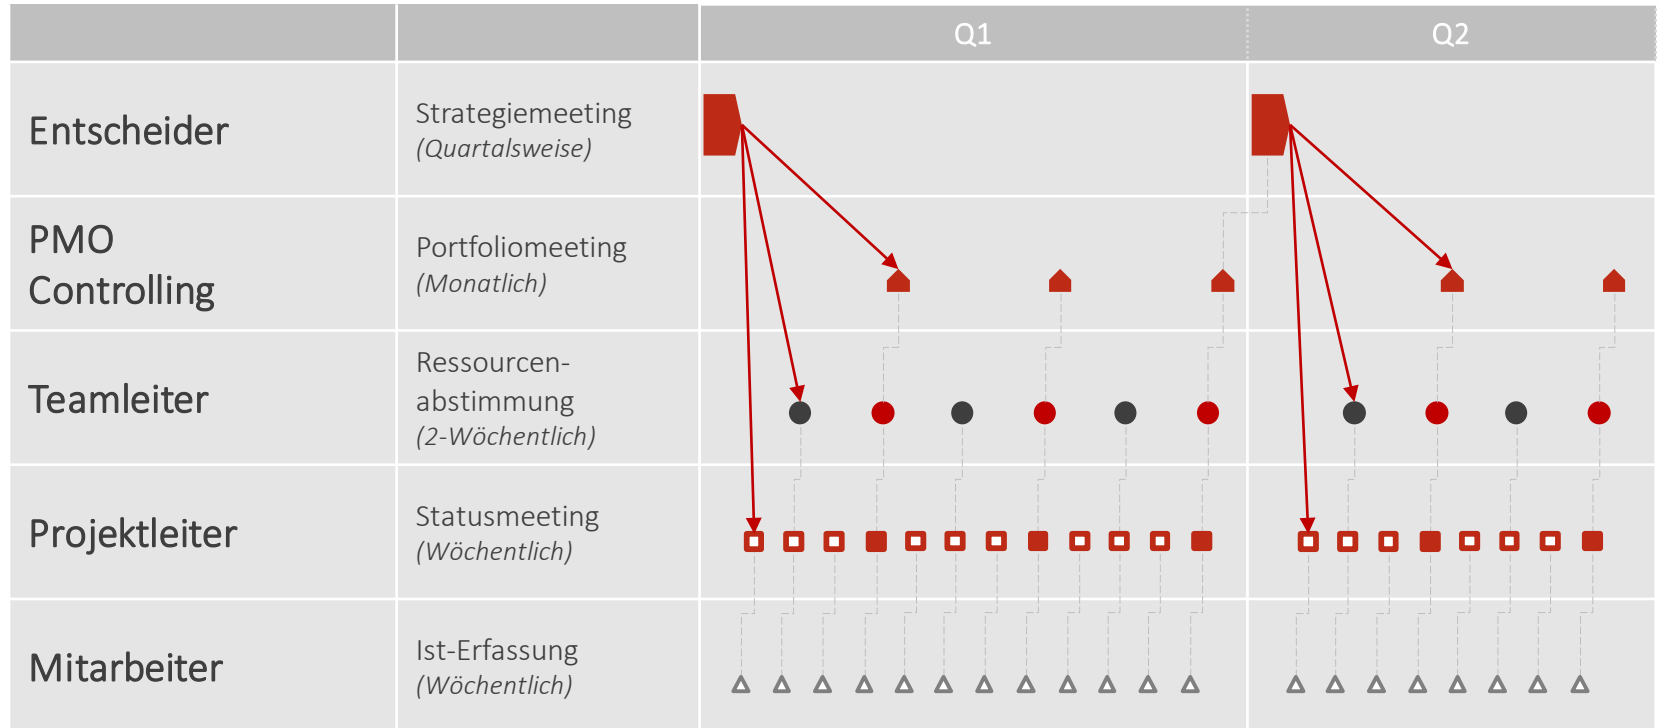 Q1
Q2
Entscheider
Strategiemeeting
(Quartalsweise)
PMO
Controlling
Portfoliomeeting
(Monatlich)
Teamleiter
Ressourcen-
abstimmung
(2-Wöchentlich)
Projektleiter
Statusmeeting
(Wöchentlich)
Mitarbeiter
Ist-Erfassung
(Wöchentlich)